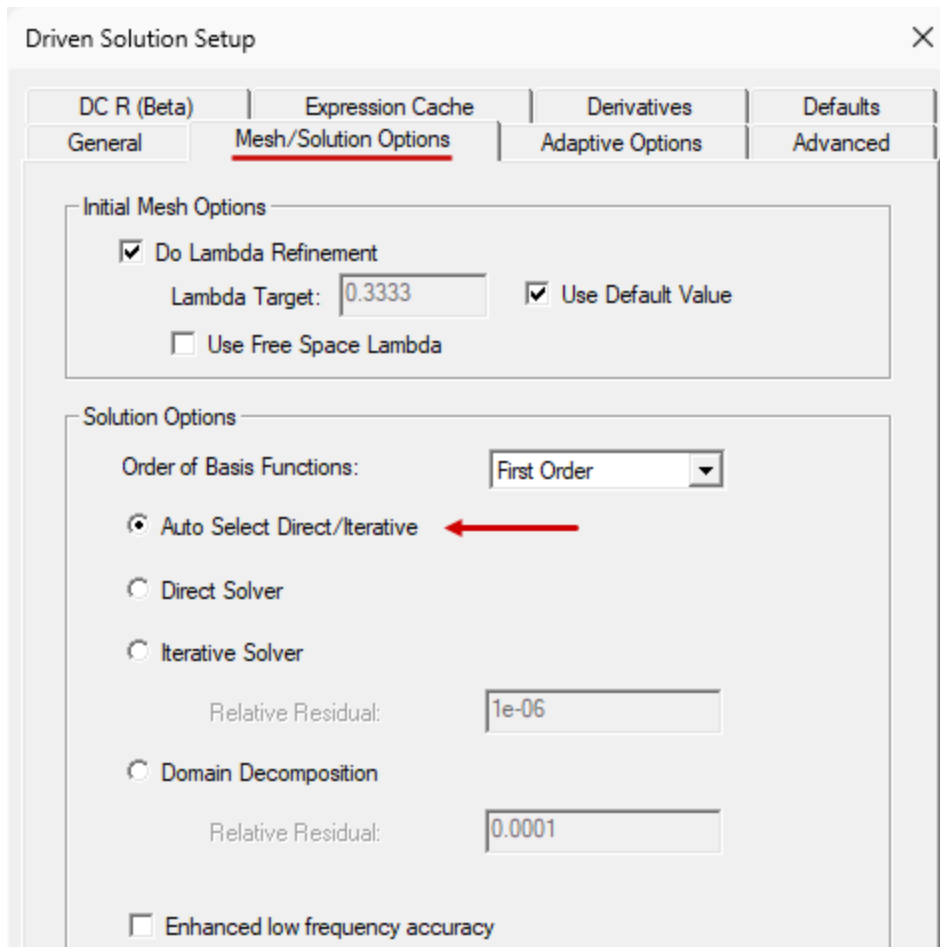 Driven Solution Setup
DC R (Beta) Expression Cache Derivatives Defaults
General Mesh/Solution Options Adaptive Options Advanced
Initial Mesh Options
Do Lambda Refinement
Lambda Target: 0.3333 Use Default Value
Use Free Space Lambda
Solution Options
Order of Basis Functions: First Order
Auto Select Direct/Iterative
Direct Solver
Iterative Solver
Relative Residual: 1e-06
Domain Decomposition
Relative Residual: 0.0001
Enhanced low frequency accuracy